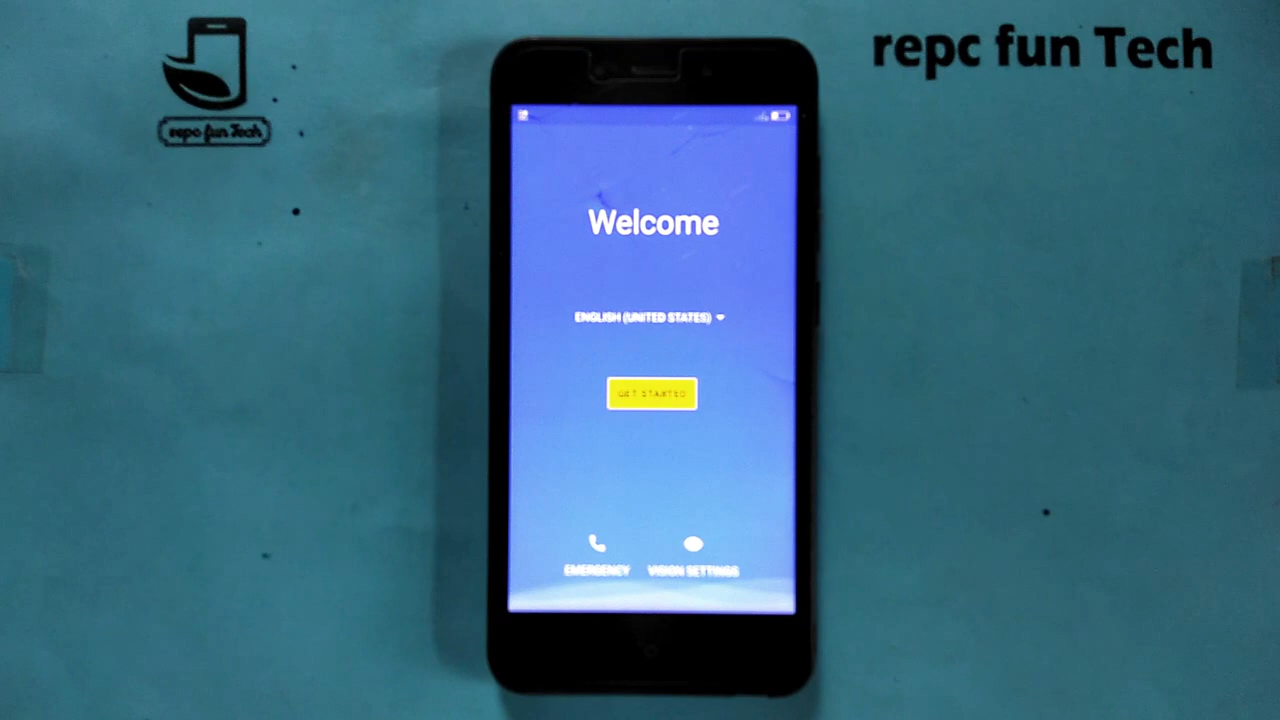 repc fun Tech
repc fun Tech
Welcome
ENGLISH (UNITED STATES)
GET STARTED
EMERGENCY
VISION SETTINGS